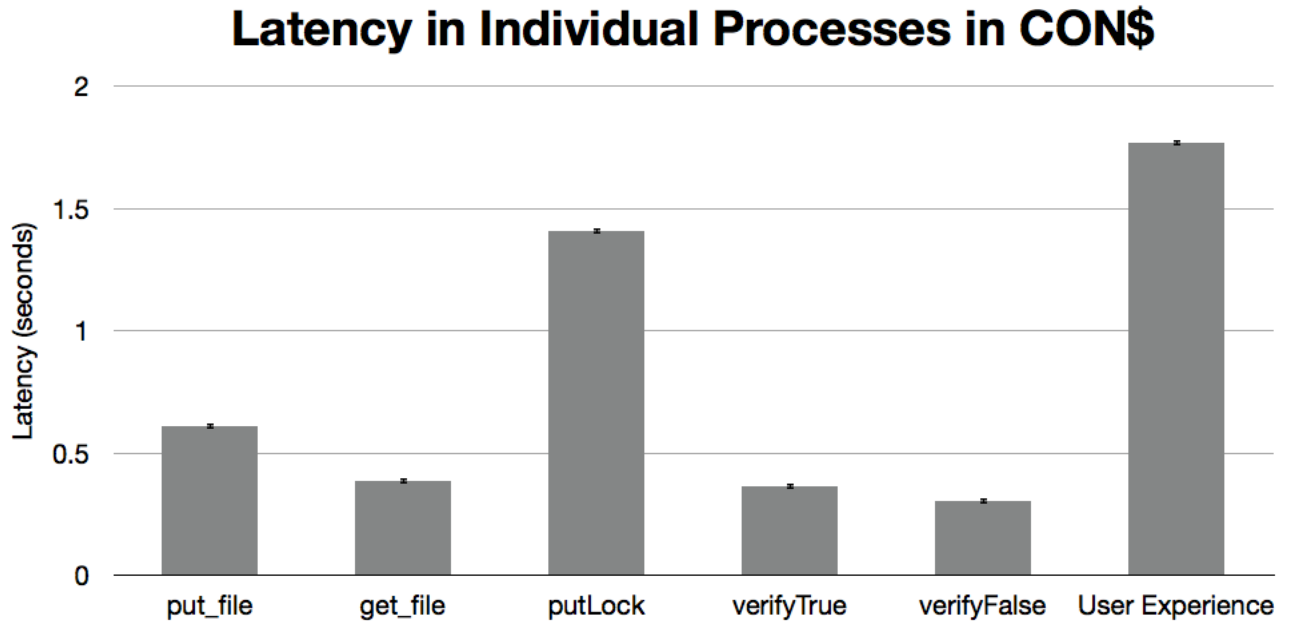 Latency in Individual Processes in CON$
Latency (seconds)
2
1.5
1
0.5
0
put_file
get_file
putLock
verifyTrue
verifyFalse
User Experience